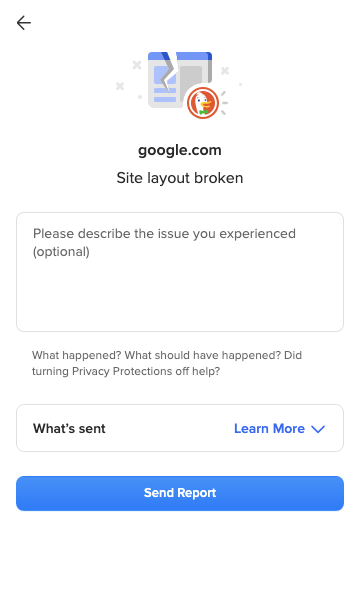 google.com
Site layout broken
Please describe the issue you experienced
(optional)
What happened? What should have happened? Did
turning Privacy Protections off help?
What’s sent
Learn More
Send Report